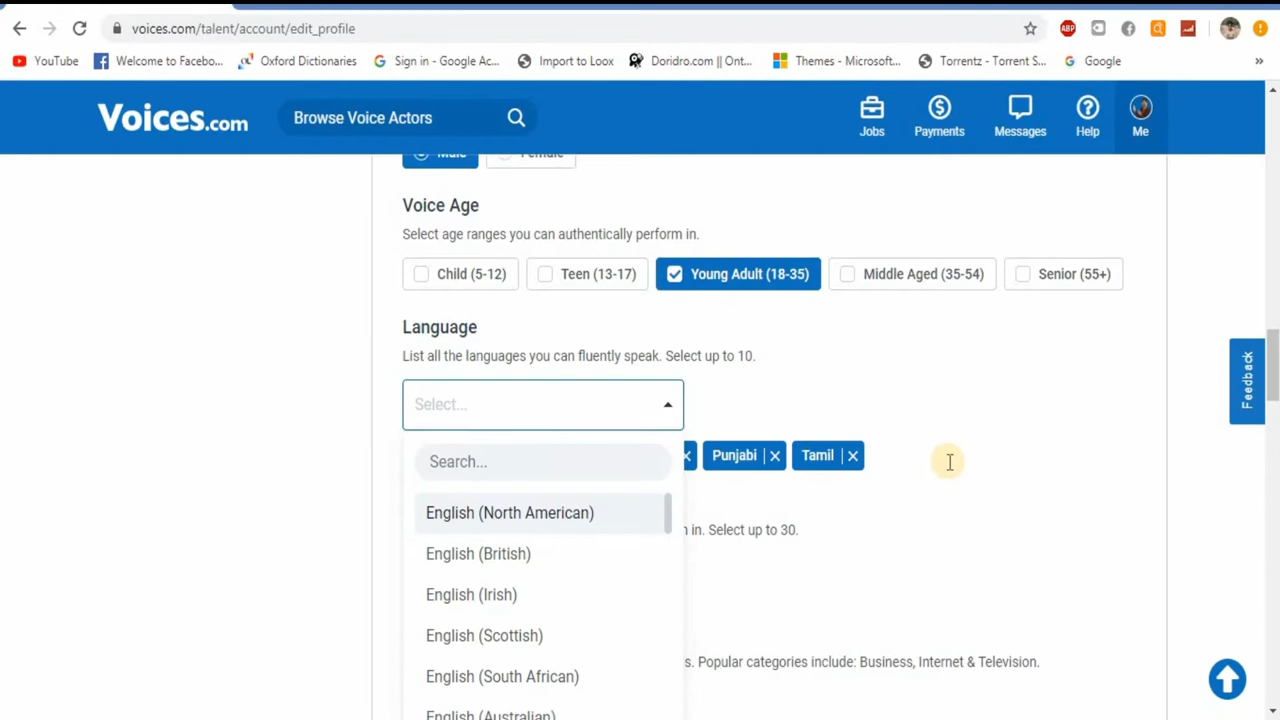 voices.com/talent/account/edit_profile
YouTube Welcome to Facebo... Oxford Dictionaries Sign in - Google Ac... Import to Loox Doridro.com || Ont... Themes - Microsoft... Torrentz - Torrent S... Google »
Voices.com Browse Voice Actors Jobs Payments Messages Help Me
Male Female
Voice Age
Select age ranges you can authentically perform in.
Child (5-12) Teen (13-17) Young Adult (18-35) Middle Aged (35-54) Senior (55+)
Language
List all the languages you can fluently speak. Select up to 10.
Feedback
Select...
Punjabi Tamil
Search...
English (North American)
n in. Select up to 30.
English (British)
English (Irish)
English (Scottish)
s. Popular categories include: Business, Internet & Television.
English (South African)
English (Australian)